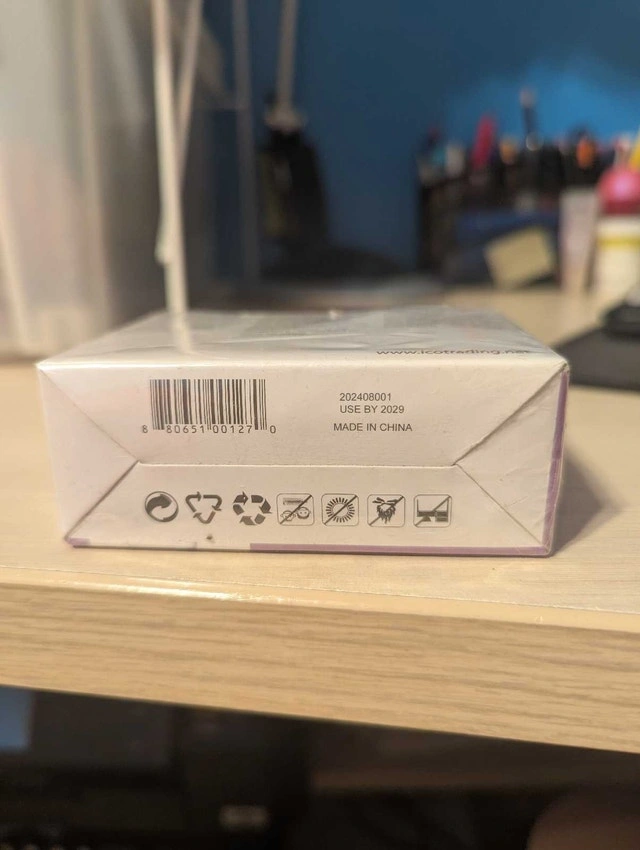 www.icotrading.net
8 80651 00127 0
202408001
USE BY 2029
MADE IN CHINA